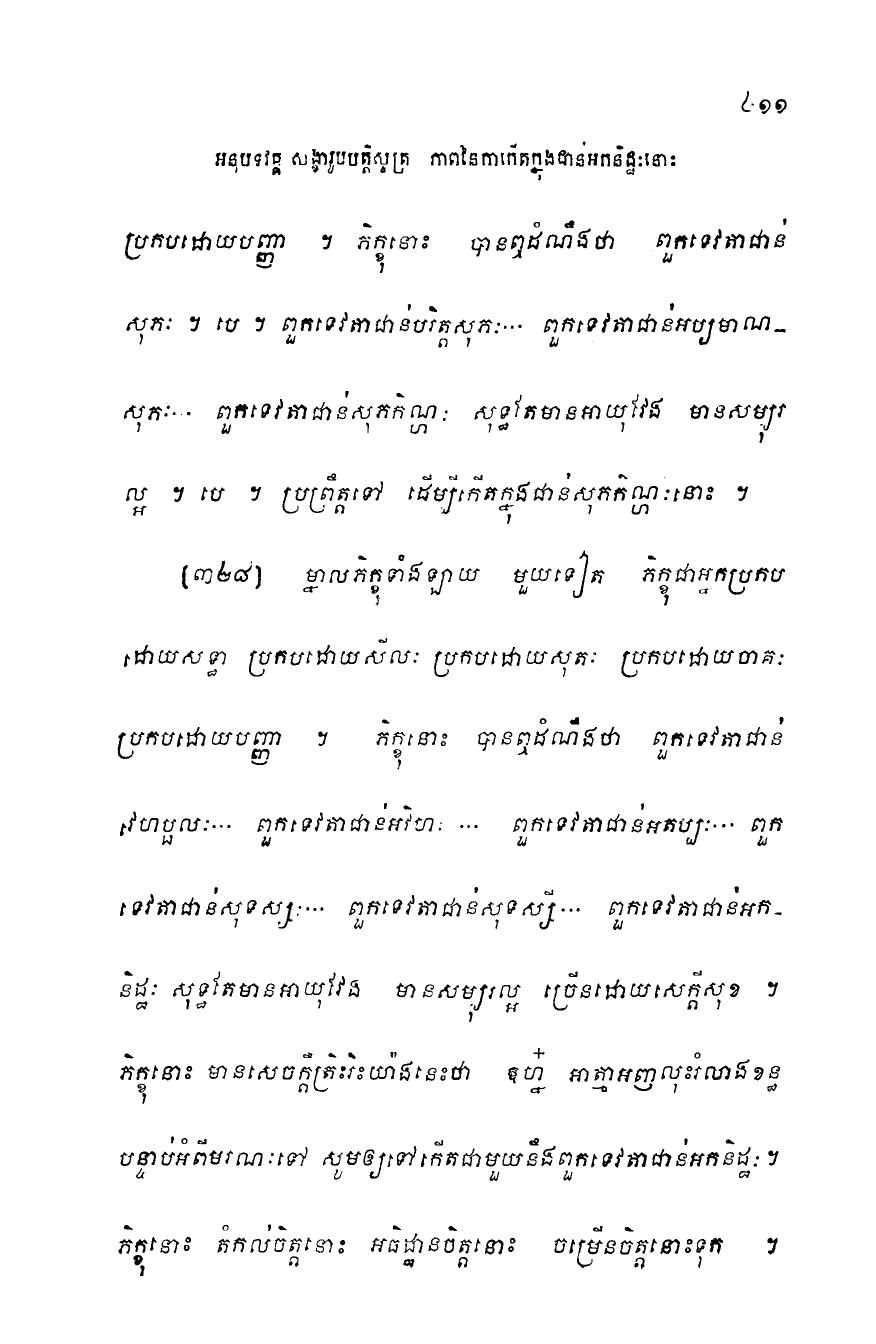 ៤១១
អនុបទវគ្គ សង្ខារូបបត្តិសូត្រ ភាពនៃការកើតក្នុងជាន់អកនិដ្ឋៈនោះ
ប្រកបដោយបញ្ញា ។ ភិក្ខុនោះ បានឮដំណឹងថា ពួកទេវតាជាន់
សុភៈ ។ បេ ។ ពួកទេវតាជាន់បរិត្តសុភៈ… ពួកទេវតាជាន់អប្បមាណ-
សុភៈ… ពួកទេវតាជាន់សុភកិណ្ហៈ សុទ្ធតែមានអាយុវែង មានសម្បុរ
ល្អ ។ បេ ។ ប្រព្រឹត្តទៅ ដើម្បីកើតក្នុងជាន់សុភកិណ្ហៈនោះ ។
[៣២៨] ម្នាលភិក្ខុទាំងឡាយ មួយទៀត ភិក្ខុជាអ្នកប្រកប
ដោយសទ្ធា ប្រកបដោយសីលៈ ប្រកបដោយសុតៈ ប្រកបដោយចាគៈ
ប្រកបដោយបញ្ញា ។ ភិក្ខុនោះ បានឮដំណឹងថា ពួកទេវតាជាន់
វេហប្ផលៈ… ពួកទេវតាជាន់អវិហៈ … ពួកទេវតាជាន់អតប្បៈ… ពួក
ទេវតាជាន់សុទស្សៈ… ពួកទេវតាជាន់សុទស្សី… ពួកទេវតាជាន់អក-
និដ្ឋៈ សុទ្ធតែមានអាយុវែង មានសម្បុរល្អ ច្រើនដោយសេក្តីសុខ ។
ភិក្ខុនោះ មានសេចក្តីត្រិះរិះយ៉ាងនេះថា ឧហ្ន៎ អាត្មាអញលុះរំលាងខន្ធ
បន្ទាប់អំពីមរណៈទៅ សូមឲ្យទៅកើតជាមួយនឹងពួកទេវតាជាន់អកនិដ្ឋៈ ។
ភិក្ខុនោះ តំកល់ចិត្តនោះ អធិដ្ឋានចិត្តនោះ ចម្រើនចិត្តនោះទុក ។